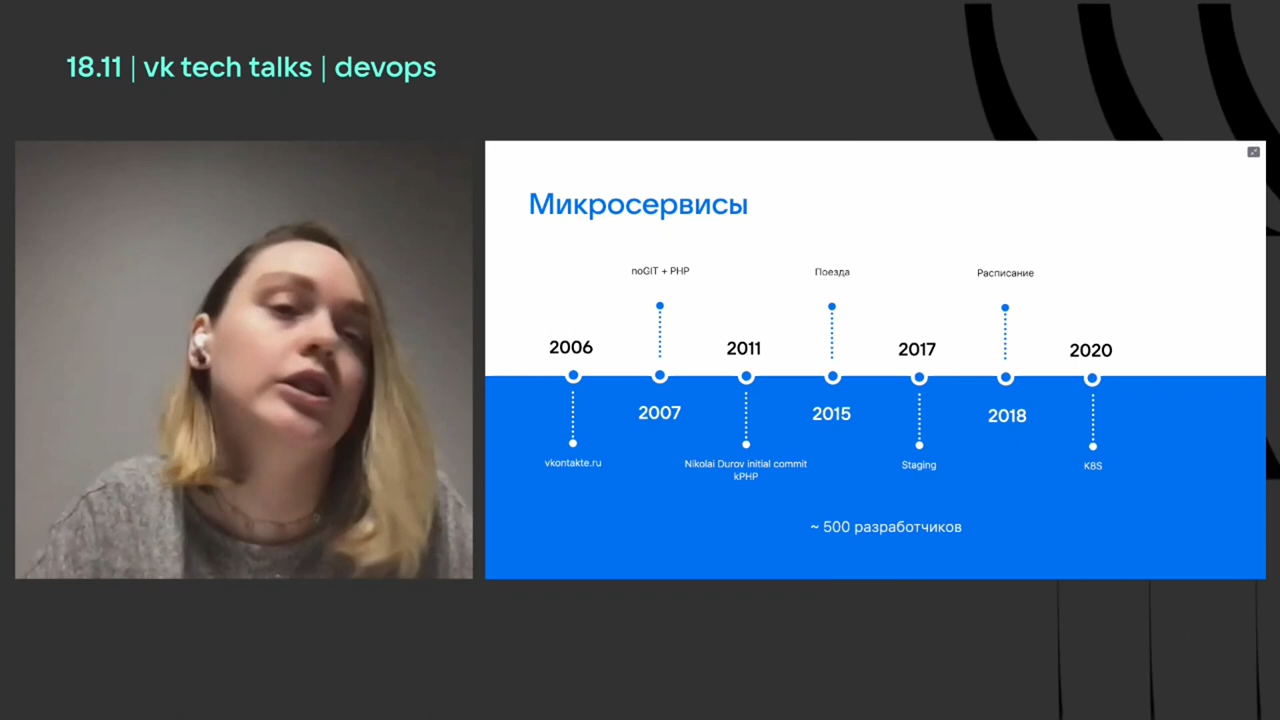 18.11 | vk tech talks | devops
Микросервисы
noGIT + PHP
Поезда
Расписание
2006
2011
2017
2020
2007
2015
2018
vkontakte.ru
Nikolai Durov initial commit
kPHP
Staging
K8S
~ 500 разработчиков